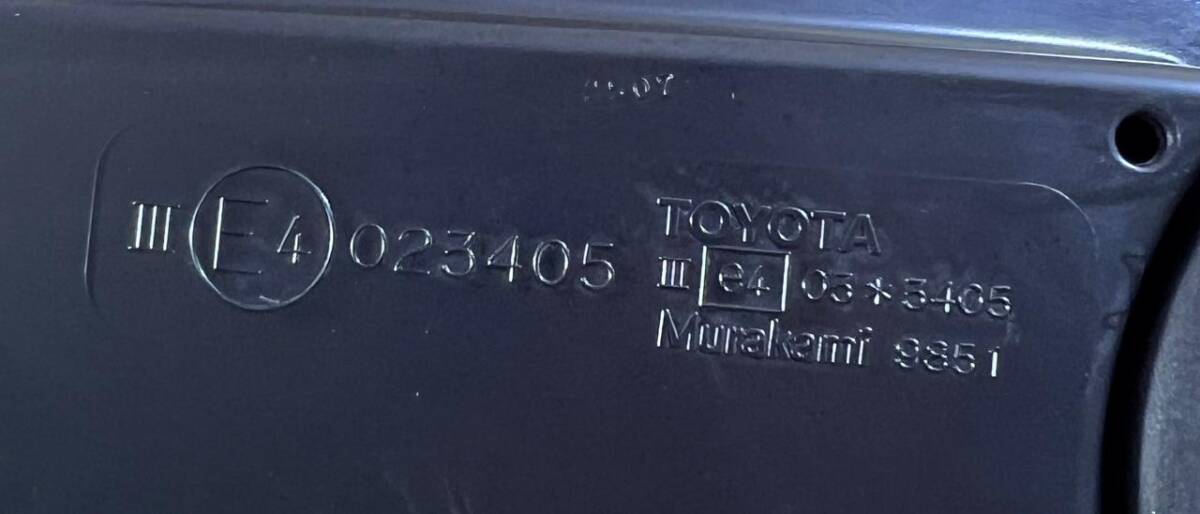 III E4 023405
TOYOTA
III e4 03*3405
Murakami 9851